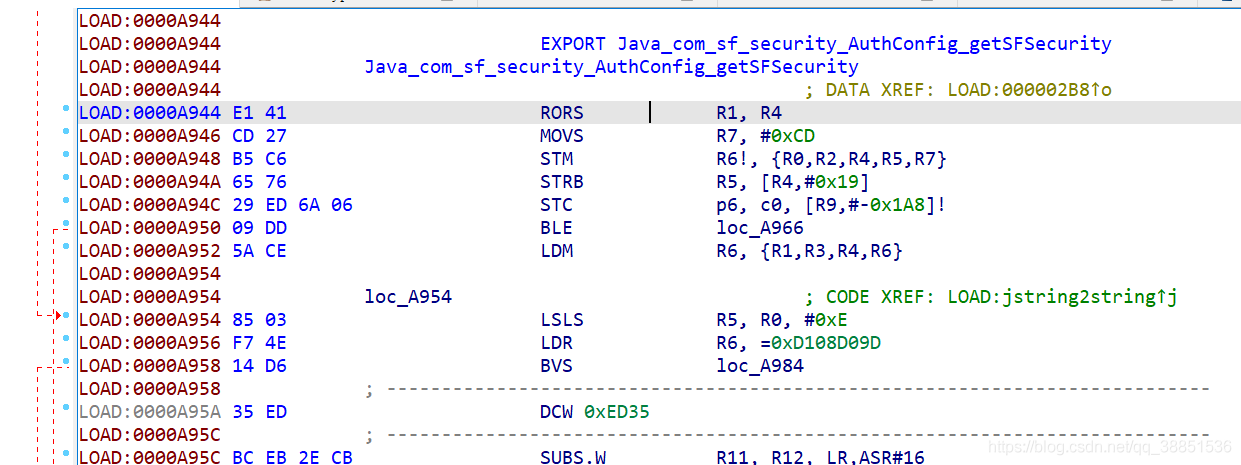 LOAD:0000A944
LOAD:0000A944 EXPORT Java_com_sf_security_AuthConfig_getSFSecurity
LOAD:0000A944 Java_com_sf_security_AuthConfig_getSFSecurity
LOAD:0000A944 ; DATA XREF: LOAD:000002B8↑o
LOAD:0000A944 E1 41 RORS R1, R4
LOAD:0000A946 CD 27 MOVS R7, #0xCD
LOAD:0000A948 B5 C6 STM R6!, {R0,R2,R4,R5,R7}
LOAD:0000A94A 65 76 STRB R5, [R4,#0x19]
LOAD:0000A94C 29 ED 6A 06 STC p6, c0, [R9,#-0x1A8]!
LOAD:0000A950 09 DD BLE loc_A966
LOAD:0000A952 5A CE LDM R6, {R1,R3,R4,R6}
LOAD:0000A954
LOAD:0000A954 loc_A954 ; CODE XREF: LOAD:jstring2string↑j
LOAD:0000A954 85 03 LSLS R5, R0, #0xE
LOAD:0000A956 F7 4E LDR R6, =0xD108D09D
LOAD:0000A958 14 D6 BVS loc_A984
LOAD:0000A958 ; ---------------------------------------------------------------------------
LOAD:0000A95A 35 ED DCW 0xED35
LOAD:0000A95C ; ---------------------------------------------------------------------------
LOAD:0000A95C BC EB 2E CB SUBS.W R11, R12, LR,ASR#16
https://blog.csdn.net/qq_38851536